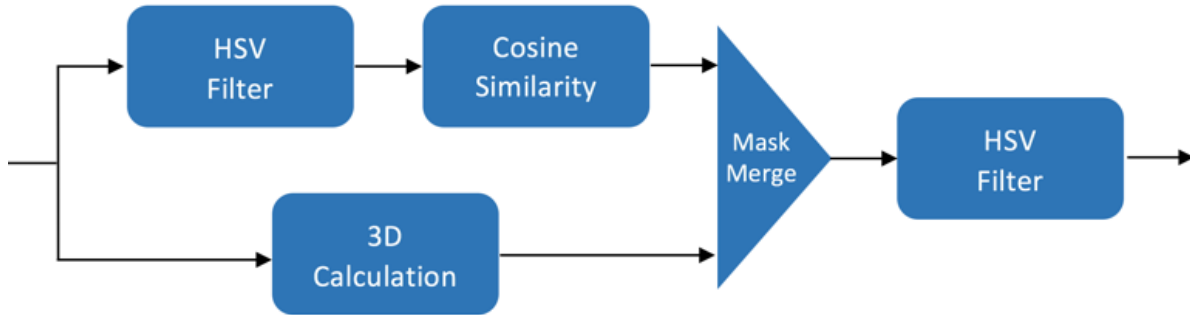 HSV
Filter
Cosine
Similarity
3D
Calculation
Mask
Merge
HSV
Filter